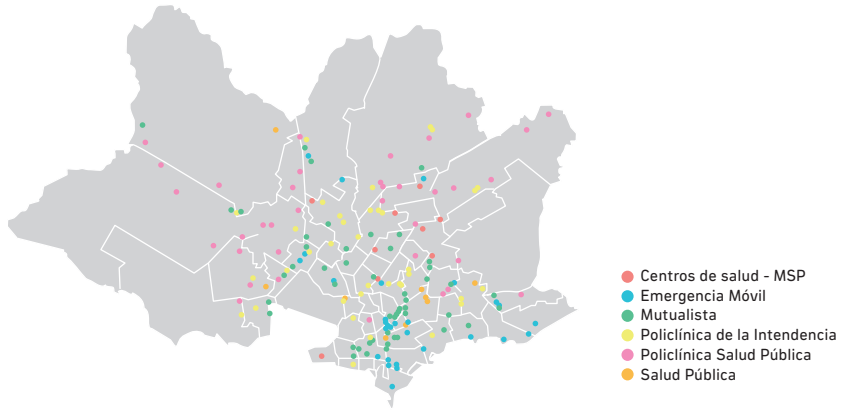 Centros de salud - MSP
Emergencia Móvil
Mutualista
Policlínica de la Intendencia
Policlínica Salud Pública
Salud Pública